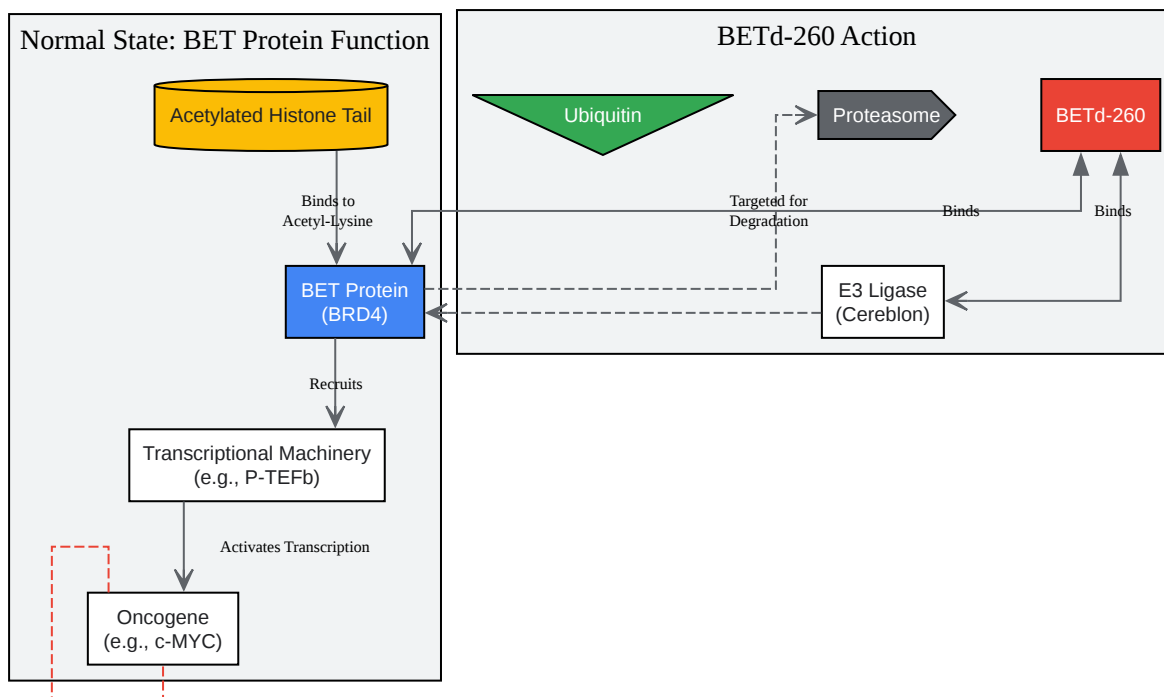 Normal State: BET Protein Function
Acetylated Histone Tail
Binds to
Acetyl-Lysine
BET Protein
(BRD4)
Recruits
Transcriptional Machinery
(e.g., P-TEFb)
Activates Transcription
Oncogene
(e.g., c-MYC)
BETd-260 Action
Ubiquitin
Proteasome
BETd-260
Targeted for
Degradation
Binds
Binds
E3 Ligase
(Cereblon)